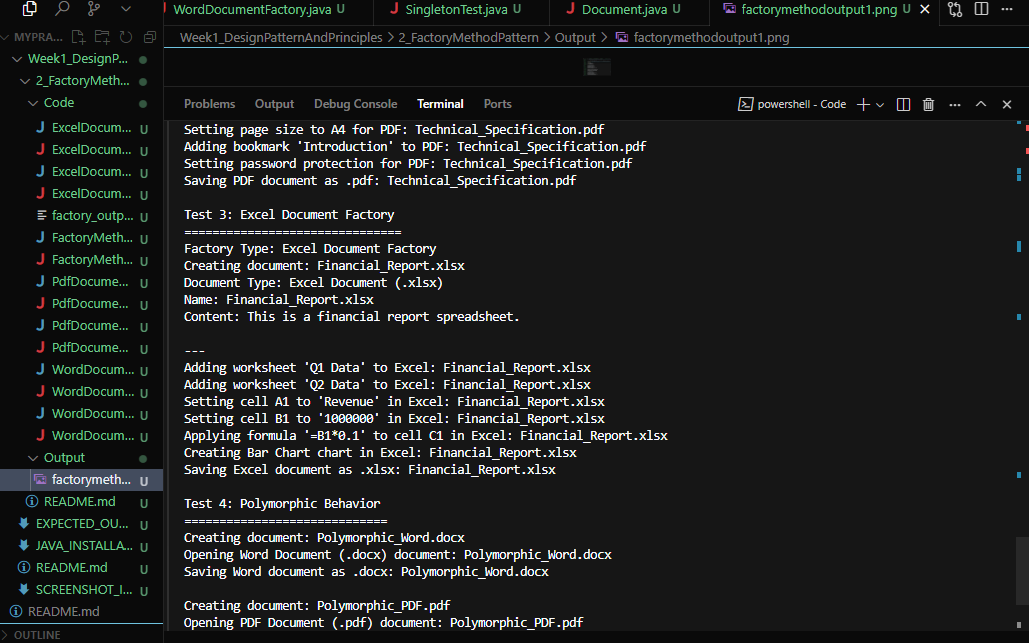 WordDocumentFactory.java U
SingletonTest.java U
Document.java U
factorymethodoutput1.png U
MYPRA...
Week1_DesignPatternAndPrinciples > 2_FactoryMethodPattern > Output > factorymethodoutput1.png
Week1_DesignP...
2_FactoryMeth...
Code
ExcelDocum... U
ExcelDocum... U
ExcelDocum... U
ExcelDocum... U
factory_outp... U
FactoryMeth... U
FactoryMeth... U
PdfDocume... U
PdfDocume... U
PdfDocume... U
PdfDocume... U
WordDocum... U
WordDocum... U
WordDocum... U
WordDocum... U
Output
factorymeth... U
README.md U
EXPECTED_OU... U
JAVA_INSTALLA... U
README.md U
SCREENSHOT_I... U
README.md
OUTLINE
Problems Output Debug Console Terminal Ports
powershell - Code
Setting page size to A4 for PDF: Technical_Specification.pdf
Adding bookmark 'Introduction' to PDF: Technical_Specification.pdf
Setting password protection for PDF: Technical_Specification.pdf
Saving PDF document as .pdf: Technical_Specification.pdf
Test 3: Excel Document Factory
===============================
Factory Type: Excel Document Factory
Creating document: Financial_Report.xlsx
Document Type: Excel Document (.xlsx)
Name: Financial_Report.xlsx
Content: This is a financial report spreadsheet.
---
Adding worksheet 'Q1 Data' to Excel: Financial_Report.xlsx
Adding worksheet 'Q2 Data' to Excel: Financial_Report.xlsx
Setting cell A1 to 'Revenue' in Excel: Financial_Report.xlsx
Setting cell B1 to '1000000' in Excel: Financial_Report.xlsx
Applying formula '=B1*0.1' to cell C1 in Excel: Financial_Report.xlsx
Creating Bar Chart chart in Excel: Financial_Report.xlsx
Saving Excel document as .xlsx: Financial_Report.xlsx
Test 4: Polymorphic Behavior
=============================
Creating document: Polymorphic_Word.docx
Opening Word Document (.docx) document: Polymorphic_Word.docx
Saving Word document as .docx: Polymorphic_Word.docx
Creating document: Polymorphic_PDF.pdf
Opening PDF Document (.pdf) document: Polymorphic_PDF.pdf